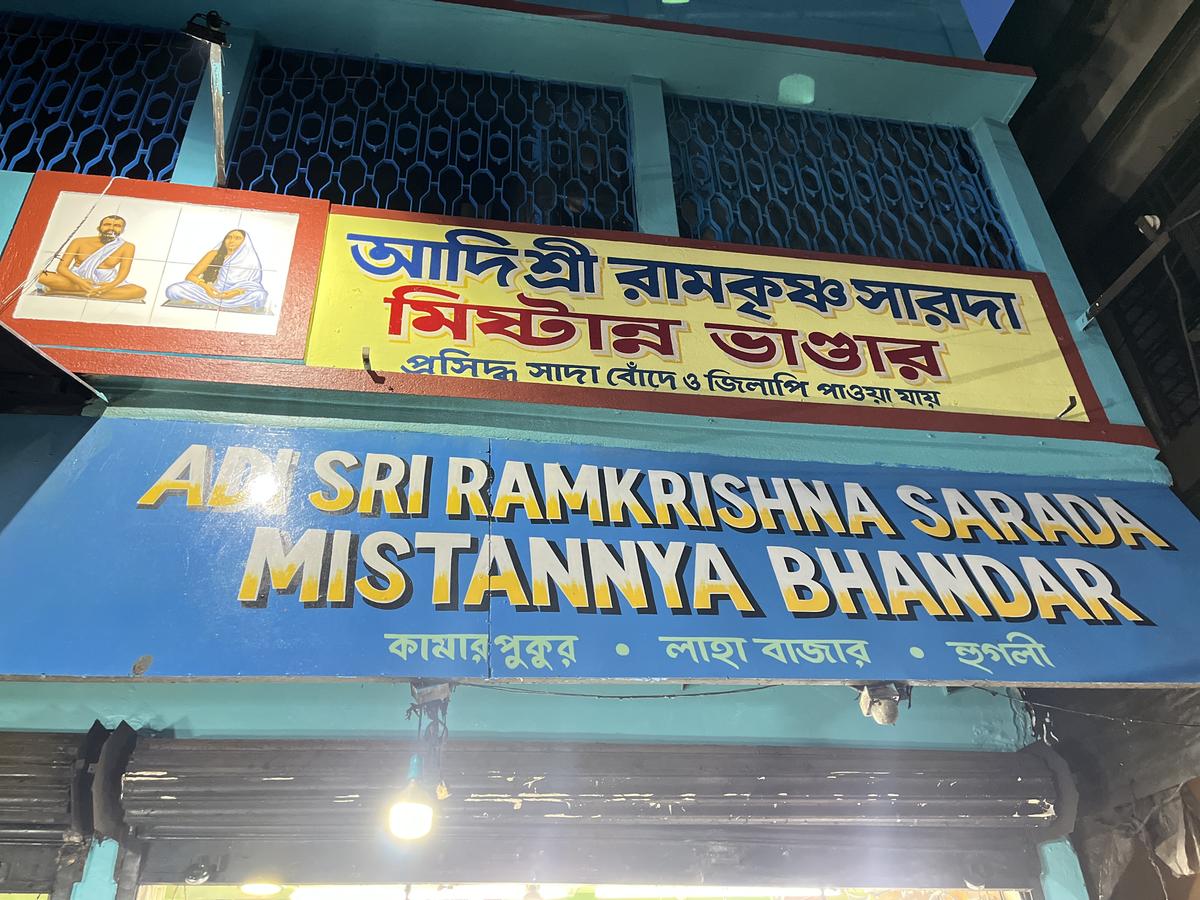 আদি শ্রী রামকৃষ্ণ সারদা
মিষ্টান্ন ভাণ্ডার
প্রসিদ্ধ সাদা বোঁদে ও জিলাপি পাওয়া যায়
ADI SRI RAMKRISHNA SARADA
MISTANNYA BHANDAR
কামারপুকুর • লাহা বাজার • হুগলী